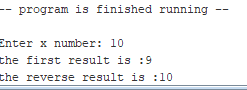 -- program is finished running --
Enter x number: 10
the first result is :9
the reverse result is :10